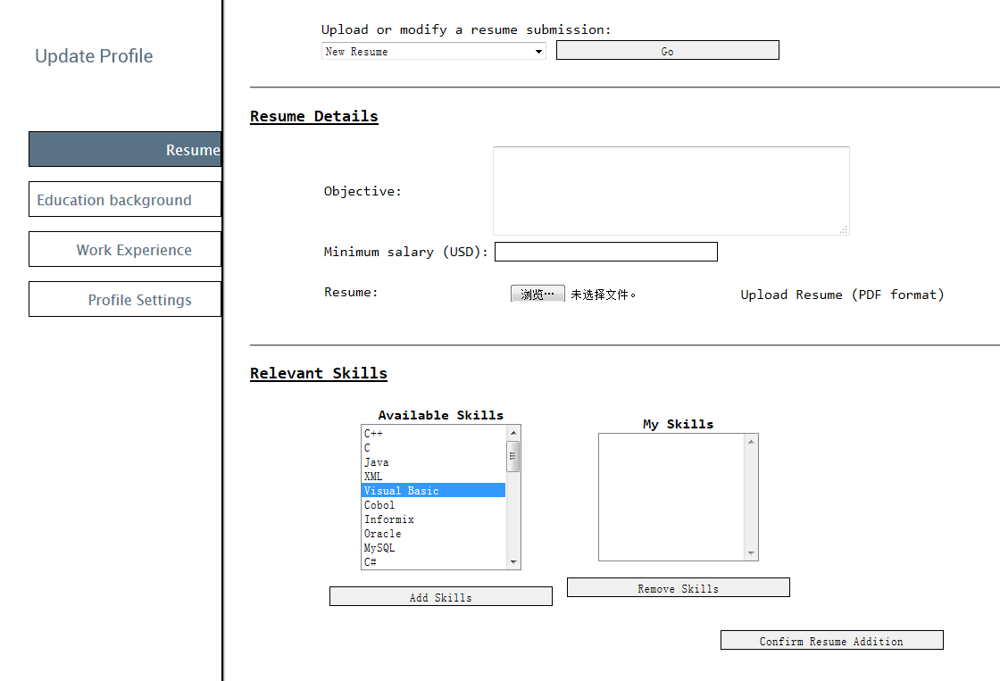 Update Profile
Resume
Education background
Work Experience
Profile Settings
Upload or modify a resume submission:
New Resume
Go
Resume Details
Objective:
Minimum salary (USD):
Resume:
浏览… 未选择文件。
Upload Resume (PDF format)
Relevant Skills
Available Skills
C++
C
Java
XML
Visual Basic
Cobol
Informix
Oracle
MySQL
C#
Add Skills
My Skills
Remove Skills
Confirm Resume Addition